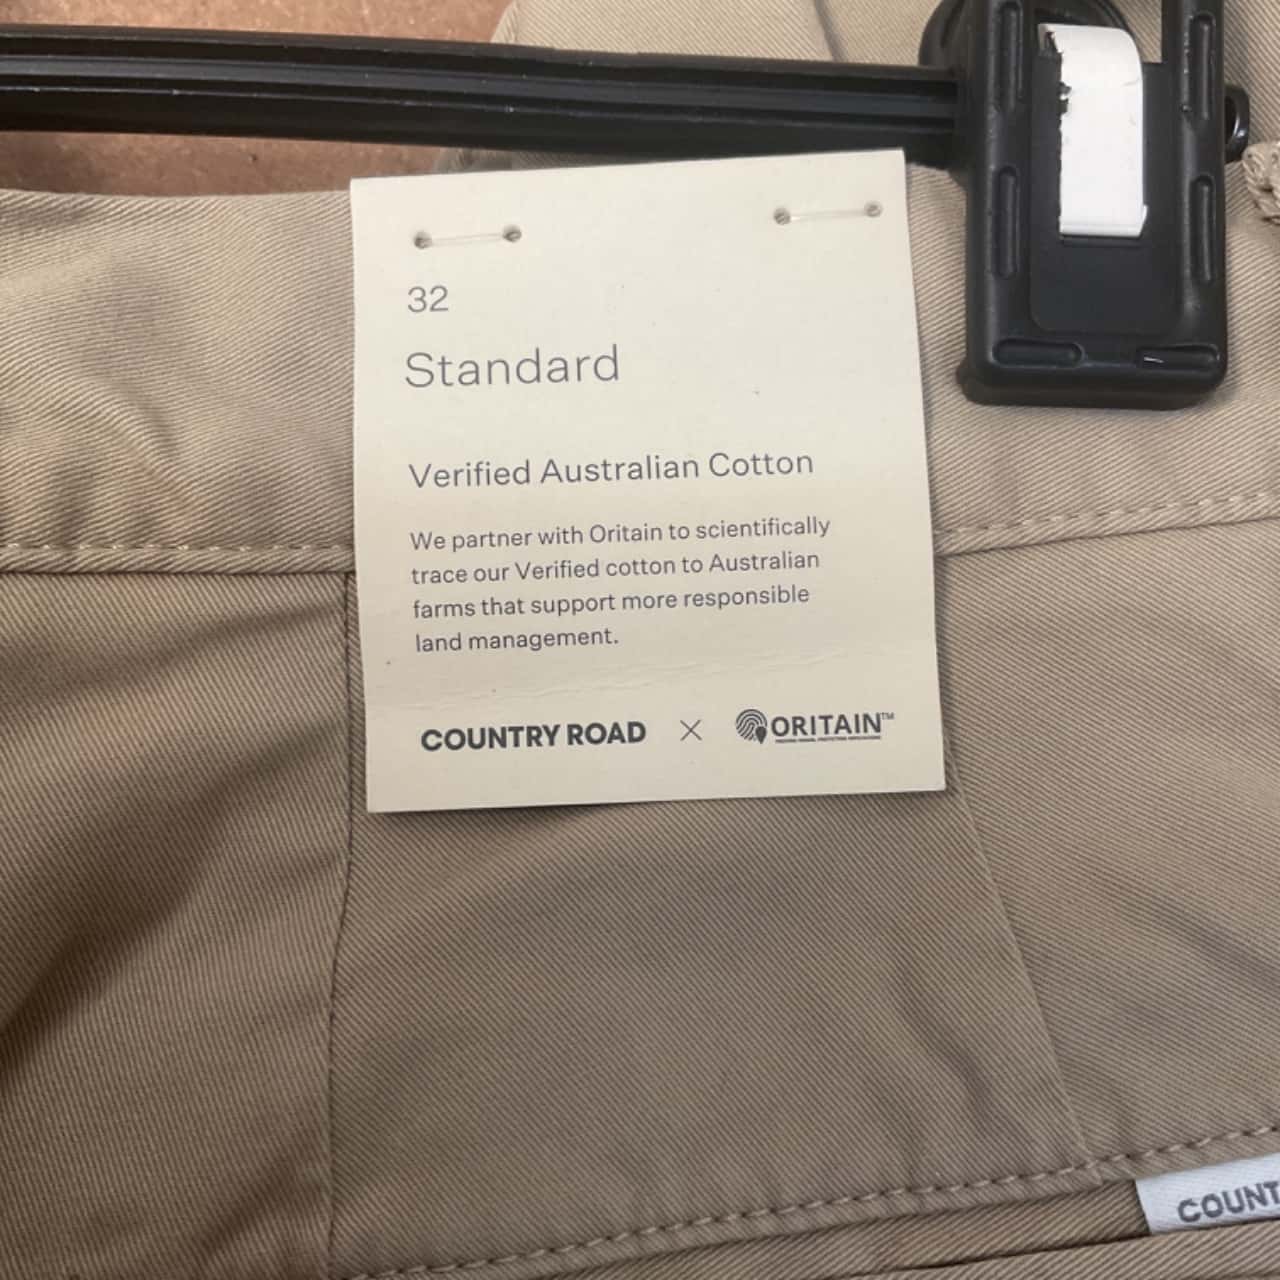 32
Standard
Verified Australian Cotton
We partner with Oritain to scientifically
trace our Verified cotton to Australian
farms that support more responsible
land management.
COUNTRY ROAD × ORITAIN™
COUNT